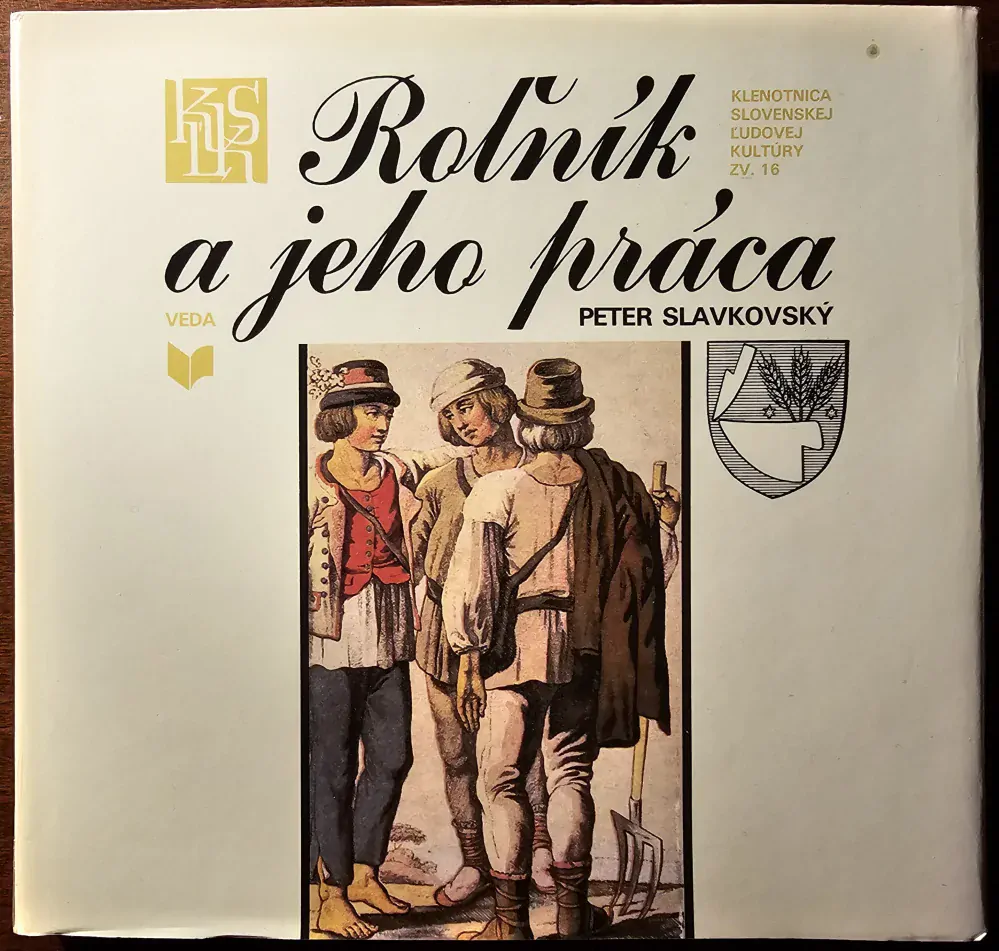 KĽSĽK
Roľník
a jeho práca
KLENOTNICA
SLOVENSKEJ
ĽUDOVEJ
KULTÚRY
ZV. 16
VEDA
PETER SLAVKOVSKÝ